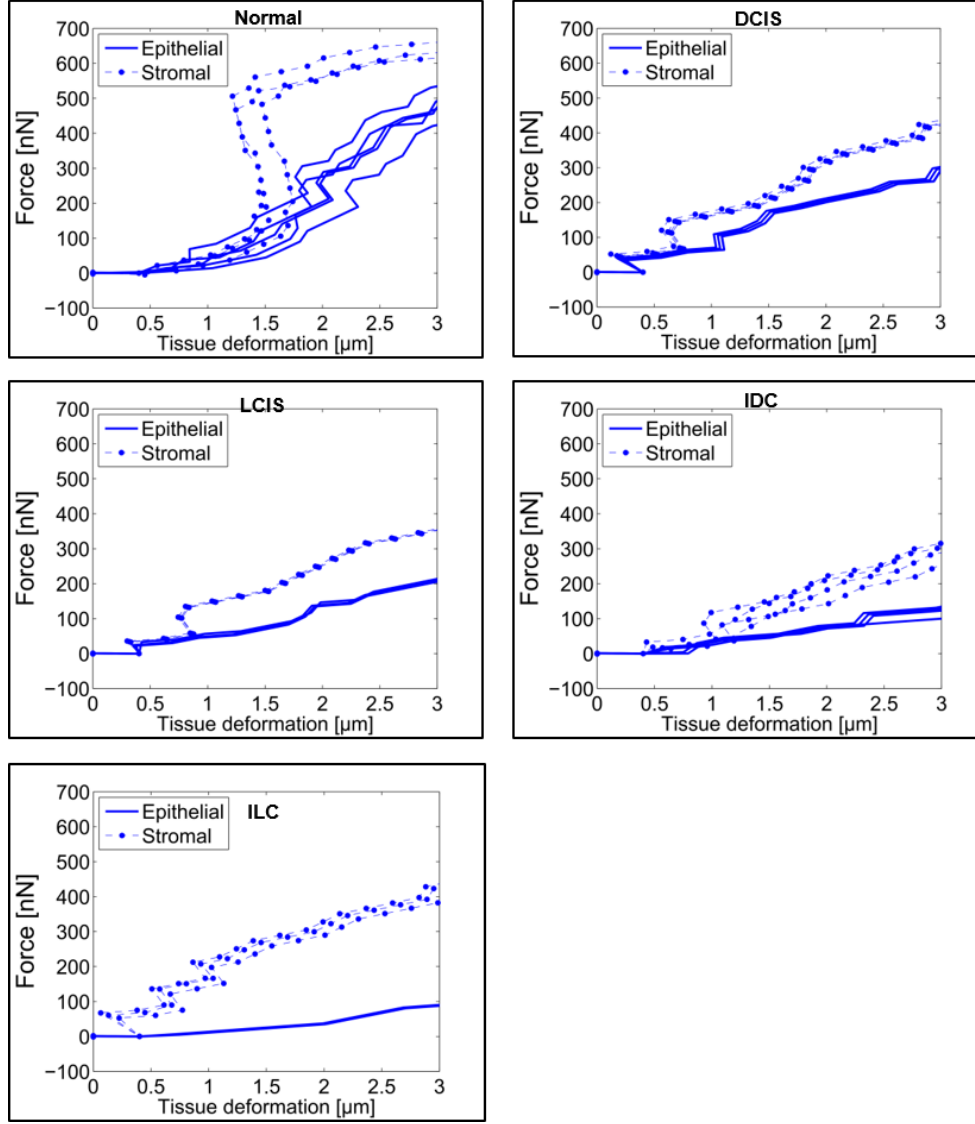 Normal
700
600
500
400
300
200
100
0
−100
Force [nN]
Epithelial
Stromal
0 0.5 1 1.5 2 2.5 3
Tissue deformation [µm]
DCIS
700
600
500
400
300
200
100
0
−100
Force [nN]
Epithelial
Stromal
0 0.5 1 1.5 2 2.5 3
Tissue deformation [µm]
LCIS
700
600
500
400
300
200
100
0
−100
Force [nN]
Epithelial
Stromal
0 0.5 1 1.5 2 2.5 3
Tissue deformation [µm]
IDC
700
600
500
400
300
200
100
0
−100
Force [nN]
Epithelial
Stromal
0 0.5 1 1.5 2 2.5 3
Tissue deformation [µm]
ILC
700
600
500
400
300
200
100
0
−100
Force [nN]
Epithelial
Stromal
0 0.5 1 1.5 2 2.5 3
Tissue deformation [µm]